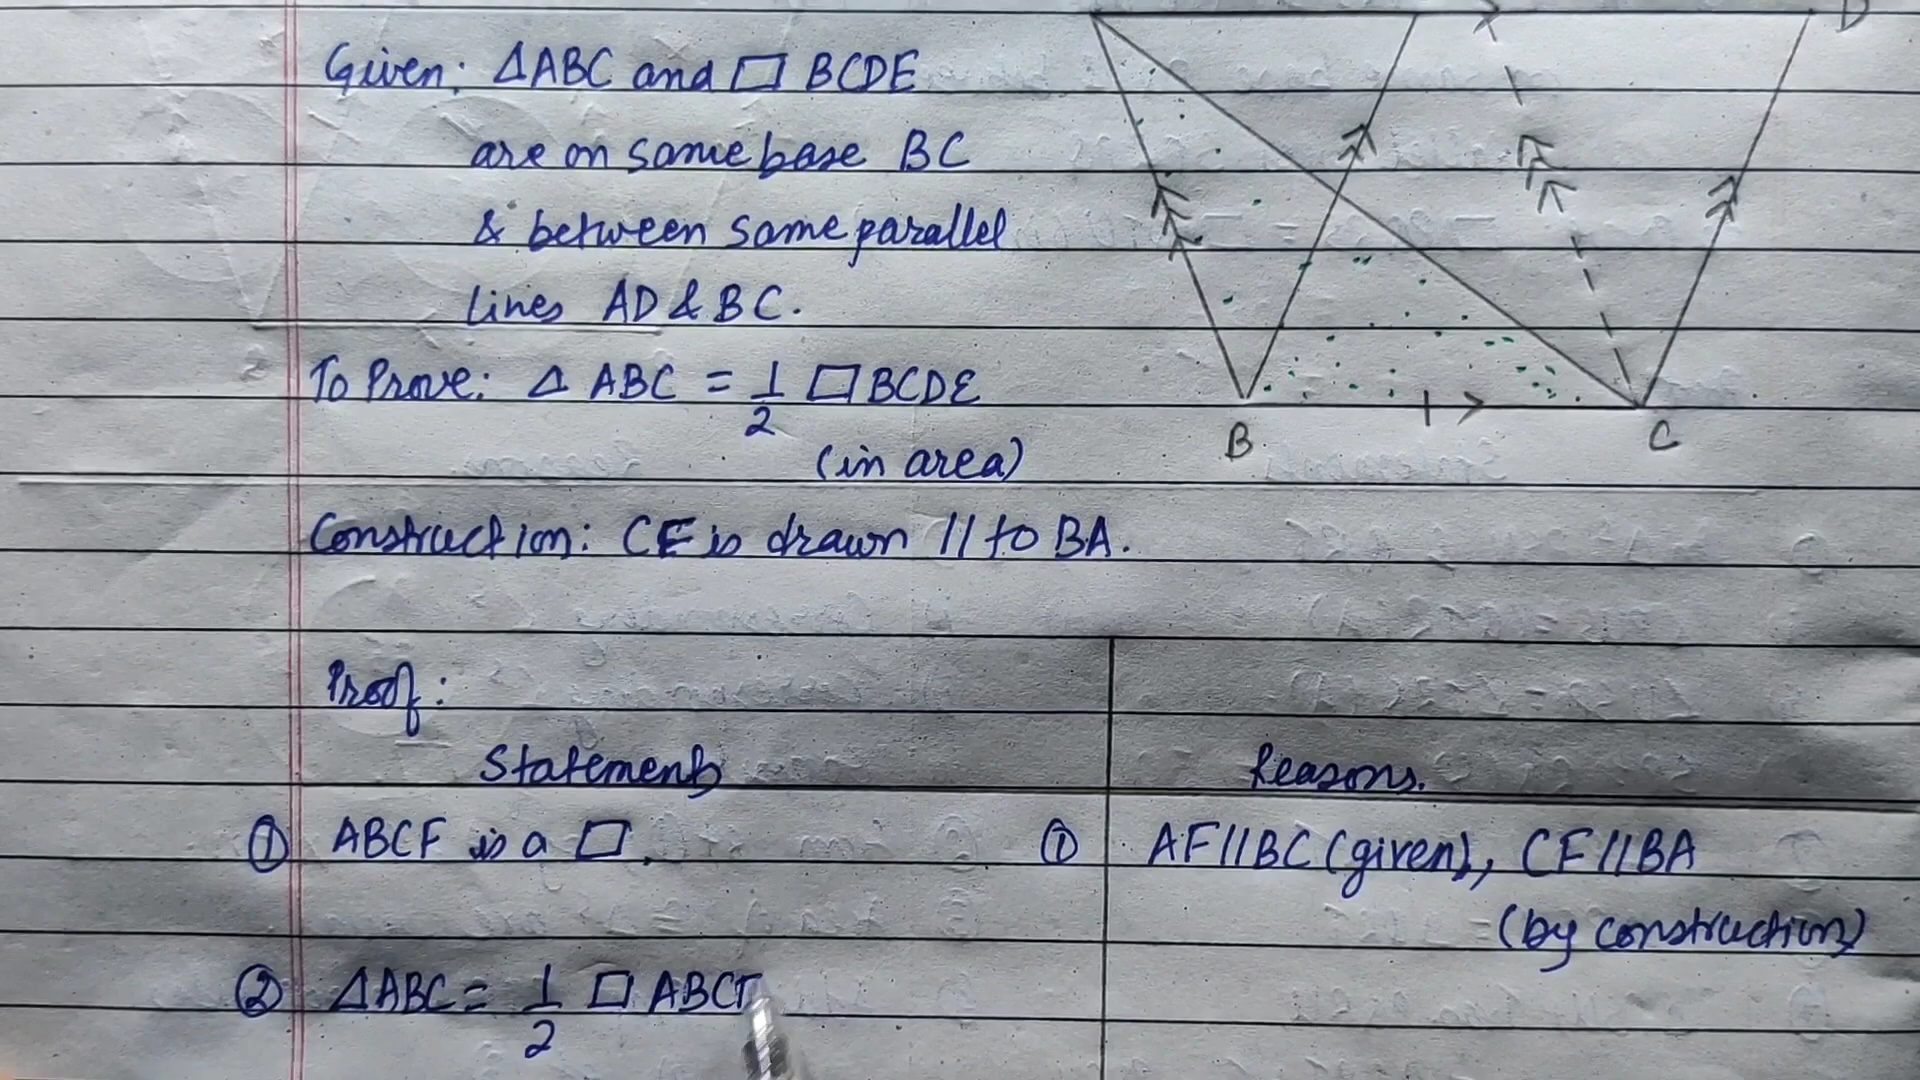 D
Given: ΔABC and ▱ BCDE
are on same base BC
& between same parallel
lines AD & BC.
To Prove: Δ ABC = 1/2 ▱ BCDE
(in area)
B
C
Construction: CF is drawn // to BA.
Proof:
Statements Reasons.
① ABCF is a ▱. ① AF//BC (given), CF//BA
(by construction)
② ΔABC = 1/2 ▱ ABCF